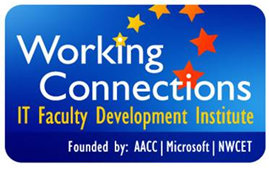 Working
Connections
IT Faculty Development Institute
Founded by: AACC | Microsoft | NWCET